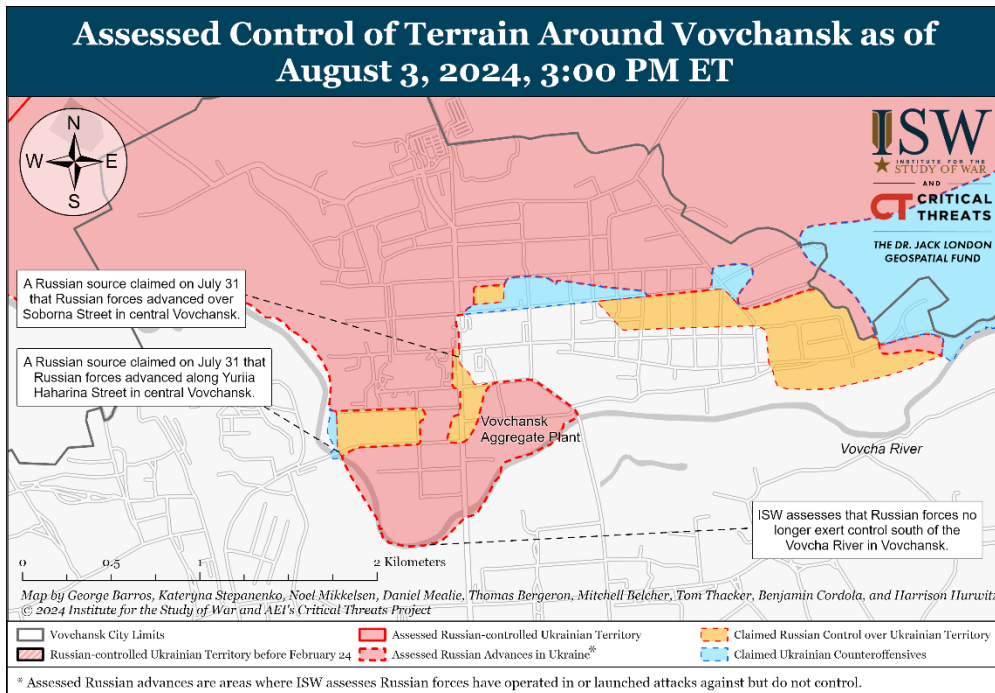 Assessed Control of Terrain Around Vovchansk as of
August 3, 2024, 3:00 PM ET
N
W
E
S
ISW
INSTITUTE FOR THE
STUDY OF WAR
AND
CT CRITICAL
THREATS
THE DR. JACK LONDON
GEOSPATIAL FUND
A Russian source claimed on July 31
that Russian forces advanced over
Soborna Street in central Vovchansk.
A Russian source claimed on July 31 that
Russian forces advanced along Yuriia
Haharina Street in central Vovchansk.
Vovchansk
Aggregate Plant
Vovcha River
ISW assesses that Russian forces no
longer exert control south of the
Vovcha River in Vovchansk.
0 0.5 1 2 Kilometers
Map by George Barros, Kateryna Stepanenko, Noel Mikkelsen, Daniel Mealie, Thomas Bergeron, Mitchell Belcher, Tom Thacker, Benjamin Cordola, and Harrison Hurwitz
© 2024 Institute for the Study of War and AEI's Critical Threats Project
Vovchansk City Limits
Assessed Russian-controlled Ukrainian Territory
Claimed Russian Control over Ukrainian Territory
Russian-controlled Ukrainian Territory before February 24
Assessed Russian Advances in Ukraine*
Claimed Ukrainian Counteroffensives
* Assessed Russian advances are areas where ISW assesses Russian forces have operated in or launched attacks against but do not control.